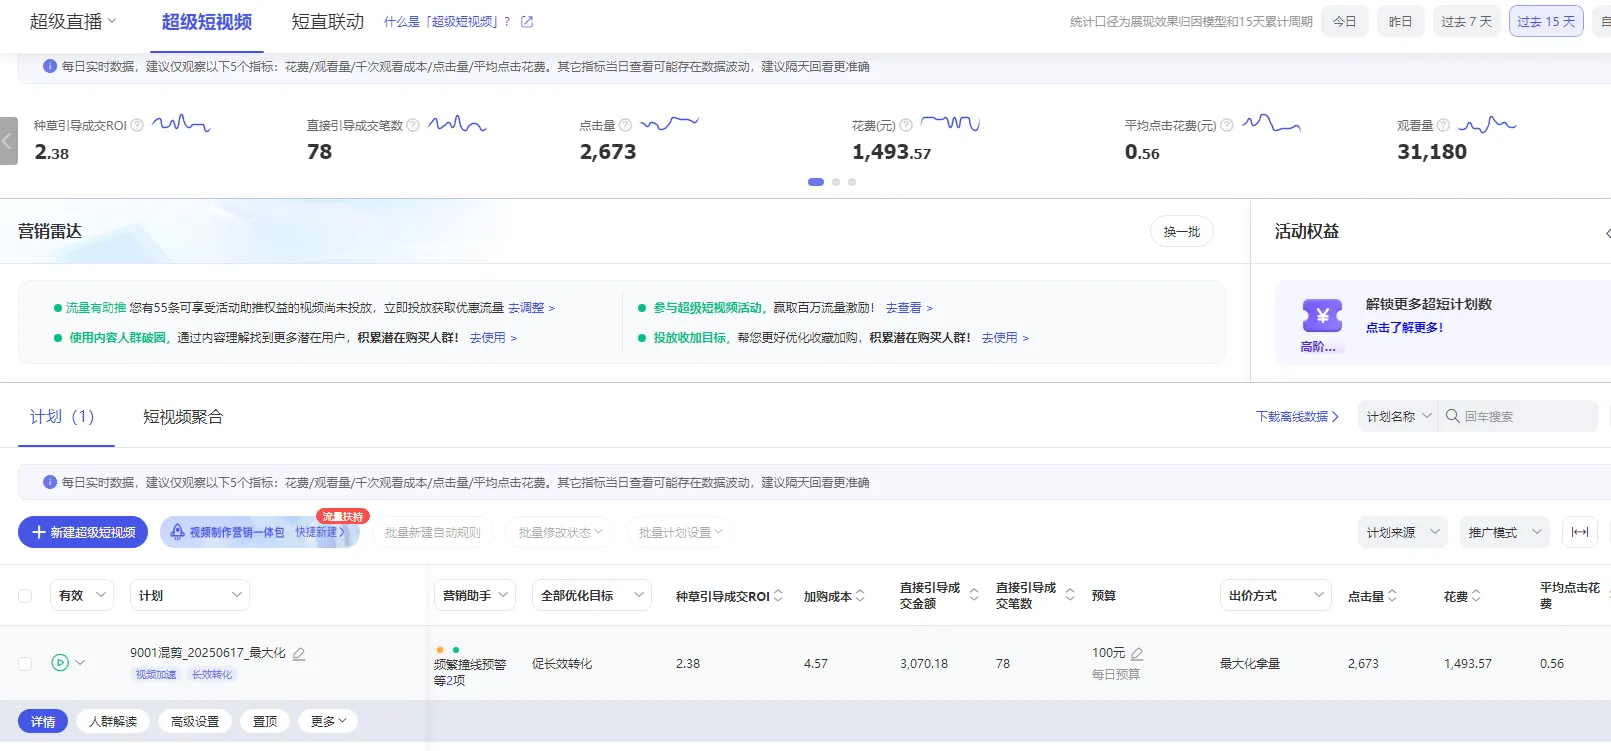 超级直播 超级短视频 短直联动 什么是「超级短视频」? 统计口径为展现效果归因模型和15天累计周期 今日 昨日 过去 7 天 过去 15 天
每日实时数据，建议仅观察以下5个指标：花费/观看量/千次观看成本/点击量/平均点击花费。其它指标当日查看可能存在数据波动，建议隔天回看更准确
种草引导成交ROI 直接引导成交笔数 点击量 花费(元) 平均点击花费(元) 观看量
2.38 78 2,673 1,493.57 0.56 31,180
营销雷达 换一批 活动权益
流量有助推 您有55条可享受活动助推权益的视频尚未投放，立即投放获取优惠流量 去调整 > 参与超级短视频活动，赢取百万流量激励！ 去查看 >
使用内容人群破圈，通过内容理解找到更多潜在用户，积累潜在购买人群！ 去使用 > 投放收加目标，帮您更好优化收藏加购，积累潜在购买人群！ 去使用 >
解锁更多超短计划数
点击了解更多！
高阶...
计划（1） 短视频聚合 下载离线数据 计划名称 回车搜索
每日实时数据，建议仅观察以下5个指标：花费/观看量/千次观看成本/点击量/平均点击花费。其它指标当日查看可能存在数据波动，建议隔天回看更准确
流量扶持
新建超级短视频 视频制作营销一体包 快捷新建 批量新建自动规则 批量修改状态 批量计划设置 计划来源 推广模式
有效 计划 营销助手 全部优化目标 种草引导成交ROI 加购成本 直接引导成交金额 直接引导成交笔数 预算 出价方式 点击量 花费 平均点击花费
9001混剪_20250617_最大化 频繁撞线预警等2项 促长效转化 2.38 4.57 3,070.18 78 100元 最大化拿量 2,673 1,493.57 0.56
视频加速 长效转化 每日预算
详情 人群解读 高级设置 置顶 更多